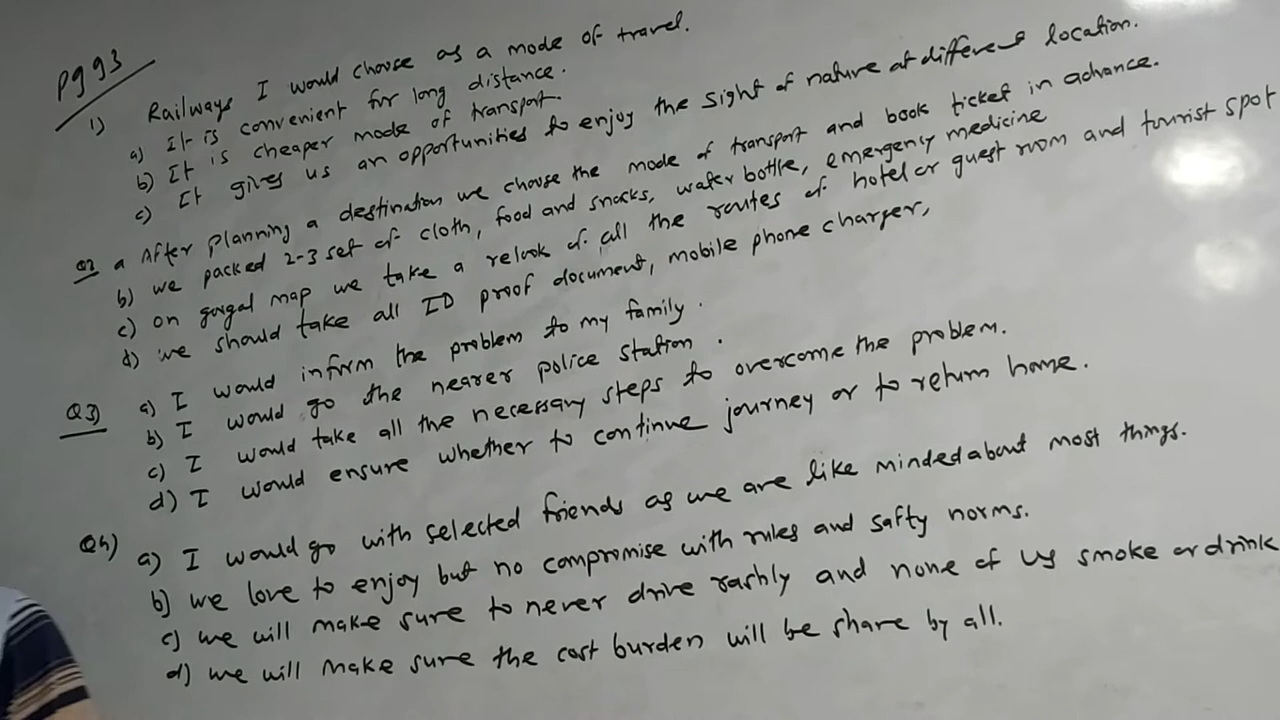 Pg 93
1) Railways I would choose as a mode of travel.
a) It is convenient for long distance.
b) It is cheaper mode of transport.
c) It gives us an opportunities to enjoy the sight of nature at different location.
Q2 a After planning a destination we choose the mode of transport and book ticket in advance.
b) we packed 2-3 set of cloth, food and snacks, water bottle, emergency medicine
c) on gorgal map we take a relook of all the routes of hotel or guest room and tourist spot
d) we should take all ID proof document, mobile phone charger,
Q3) a) I would inform the problem to my family.
b) I would go the nearer police station.
c) I would take all the necessary steps to overcome the problem.
d) I would ensure whether to continue journey or to return home.
Q4) a) I would go with selected friends as we are like minded about most things.
b) we love to enjoy but no compromise with rules and safty norms.
c) we will make sure to never drive rashly and none of us smoke or drink
d) we will make sure the cost burden will be share by all.